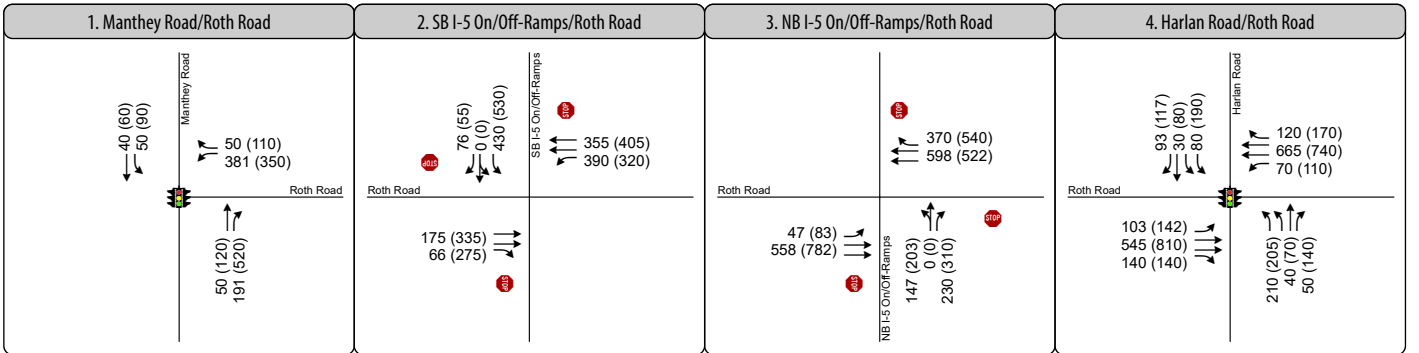 1. Manthey Road/Roth Road
Manthey Road
40 (60)
50 (90)
50 (110)
381 (350)
Roth Road
50 (120)
191 (520)
2. SB I-5 On/Off-Ramps/Roth Road
SB I-5 On/Off-Ramps
76 (55)
0 (0)
430 (530)
STOP
355 (405)
390 (320)
STOP
Roth Road
175 (335)
66 (275)
STOP
3. NB I-5 On/Off-Ramps/Roth Road
STOP
370 (540)
598 (522)
Roth Road
STOP
47 (83)
558 (782)
147 (203)
0 (0)
230 (310)
STOP
NB I-5 On/Off-Ramps
4. Harlan Road/Roth Road
Harlan Road
93 (117)
30 (80)
80 (190)
120 (170)
665 (740)
70 (110)
Roth Road
103 (142)
545 (810)
140 (140)
210 (205)
40 (70)
50 (140)